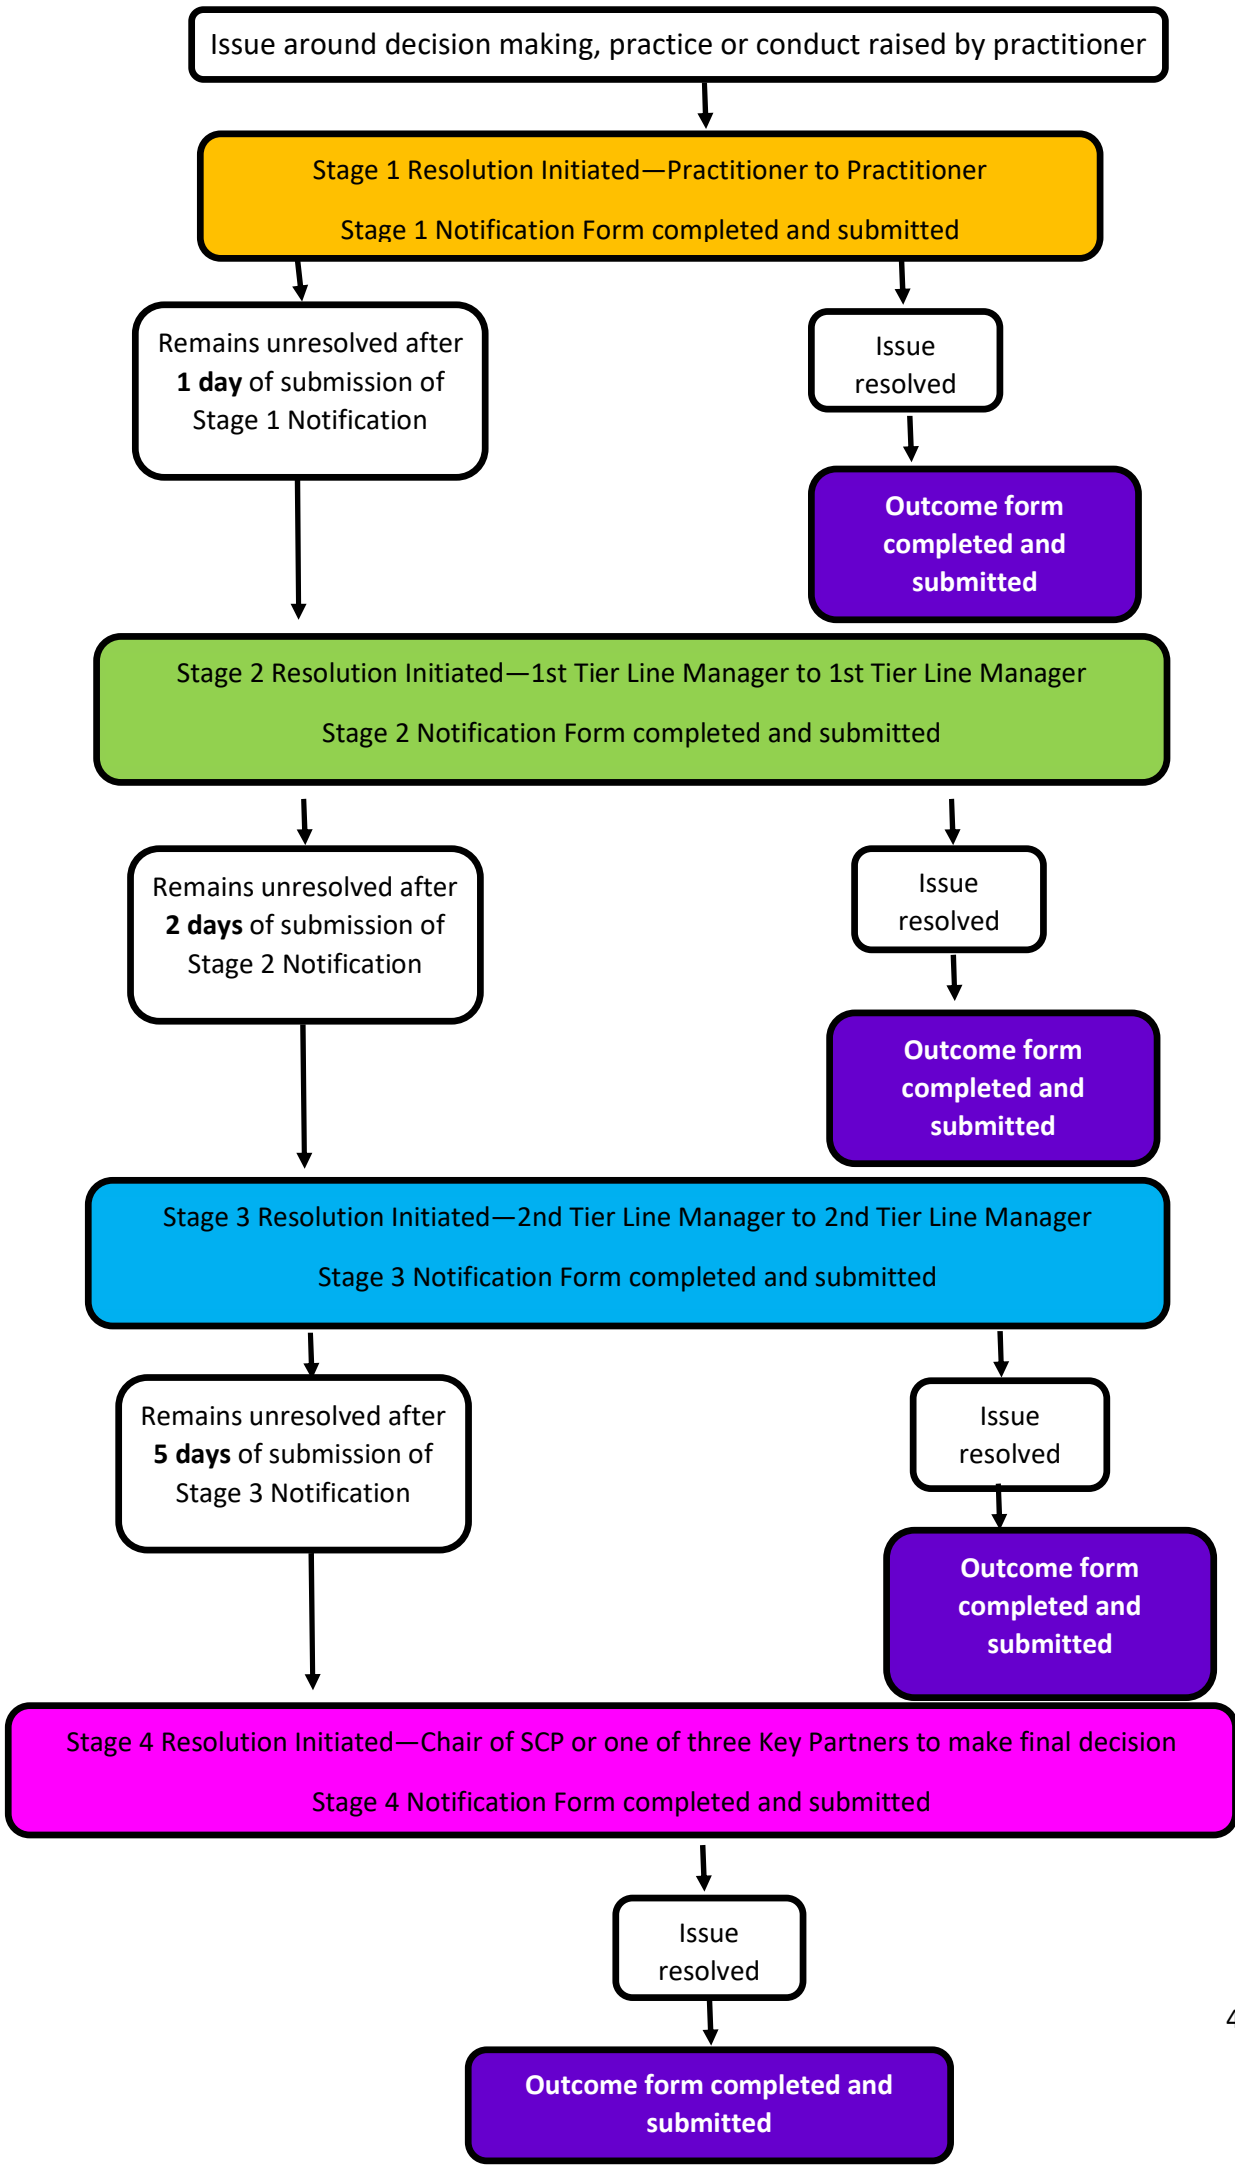 Issue around decision making, practice or conduct raised by practitioner
Stage 1 Resolution Initiated—Practitioner to Practitioner
Stage 1 Notification Form completed and submitted
Remains unresolved after
1 day of submission of
Stage 1 Notification
Issue
resolved
Outcome form
completed and
submitted
Stage 2 Resolution Initiated—1st Tier Line Manager to 1st Tier Line Manager
Stage 2 Notification Form completed and submitted
Remains unresolved after
2 days of submission of
Stage 2 Notification
Issue
resolved
Outcome form
completed and
submitted
Stage 3 Resolution Initiated—2nd Tier Line Manager to 2nd Tier Line Manager
Stage 3 Notification Form completed and submitted
Remains unresolved after
5 days of submission of
Stage 3 Notification
Issue
resolved
Outcome form
completed and
submitted
Stage 4 Resolution Initiated—Chair of SCP or one of three Key Partners to make final decision
Stage 4 Notification Form completed and submitted
Issue
resolved
4
Outcome form completed and
submitted